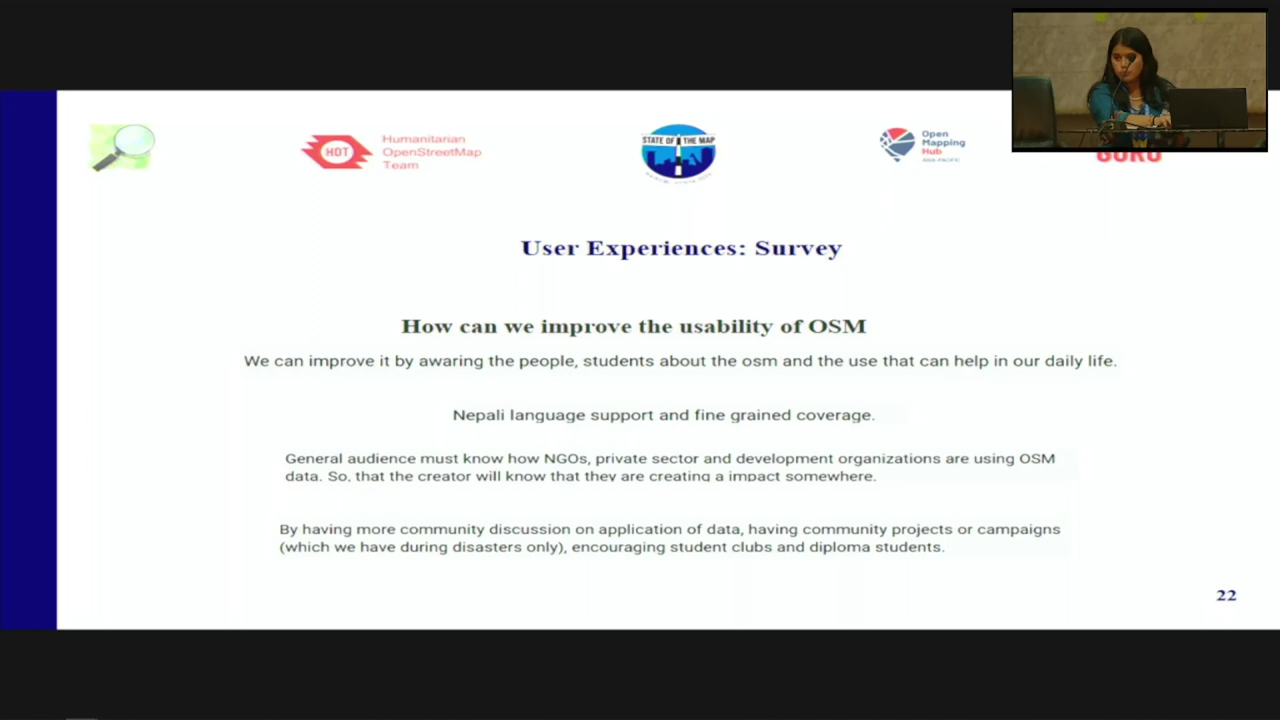 HOT
Humanitarian
OpenStreetMap
Team
STATE OF THE MAP
Open
Mapping
Hub
ASIA-PACIFIC
GURU
User Experiences: Survey
How can we improve the usability of OSM
We can improve it by awaring the people, students about the osm and the use that can help in our daily life.
Nepali language support and fine grained coverage.
General audience must know how NGOs, private sector and development organizations are using OSM
data. So, that the creator will know that they are creating a impact somewhere.
By having more community discussion on application of data, having community projects or campaigns
(which we have during disasters only), encouraging student clubs and diploma students.
22